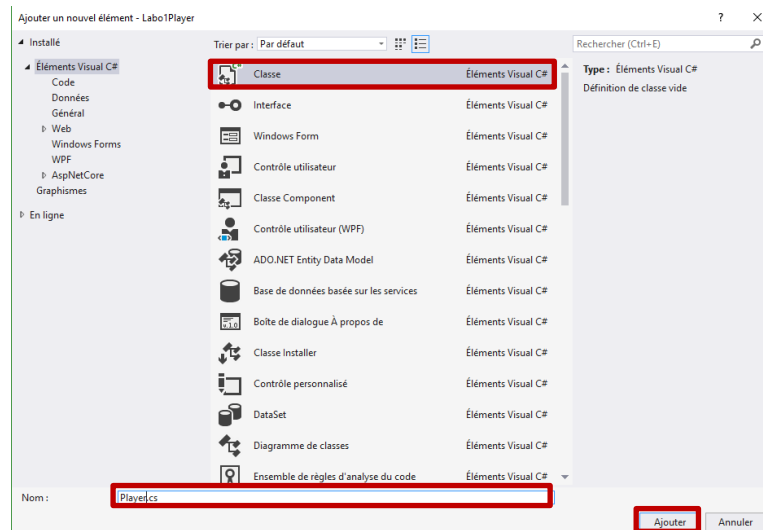 Ajouter un nouvel élément - Labo1Player ? ×
Installé
Trier par : Par défaut
Rechercher (Ctrl+E)
Éléments Visual C#
Code
Données
Général
Web
Windows Forms
WPF
AspNetCore
Graphismes
En ligne
Classe Éléments Visual C#
Interface Éléments Visual C#
Windows Form Éléments Visual C#
Contrôle utilisateur Éléments Visual C#
Classe Component Éléments Visual C#
Contrôle utilisateur (WPF) Éléments Visual C#
ADO.NET Entity Data Model Éléments Visual C#
Base de données basée sur les services Éléments Visual C#
Boîte de dialogue À propos de Éléments Visual C#
Classe Installer Éléments Visual C#
Contrôle personnalisé Éléments Visual C#
DataSet Éléments Visual C#
Diagramme de classes Éléments Visual C#
Ensemble de règles d'analyse du code Éléments Visual C#
Type : Éléments Visual C#
Définition de classe vide
Nom : Player.cs
Ajouter Annuler